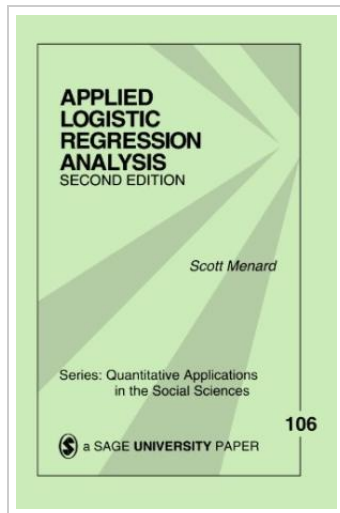 APPLIED
LOGISTIC
REGRESSION
ANALYSIS
SECOND EDITION
Scott Menard
Series: Quantitative Applications
in the Social Sciences
106
S a SAGE UNIVERSITY PAPER